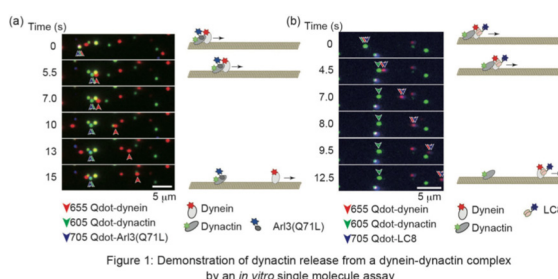 (a) Time (s)
0
5.5
7.0
10
13
15
5 μm
655 Qdot-dynein
605 Qdot-dynactin
705 Qdot-Arl3(Q71L)
Dynein
Dynactin
Arl3(Q71L)
(b) Time (s)
0
4.5
7.0
8.0
9.5
12.5
5 μm
655 Qdot-dynein
605 Qdot-dynactin
705 Qdot-LC8
Dynein
LC8
Dynactin
Figure 1: Demonstration of dynactin release from a dynein-dynactin complex
by an in vitro single molecule assay